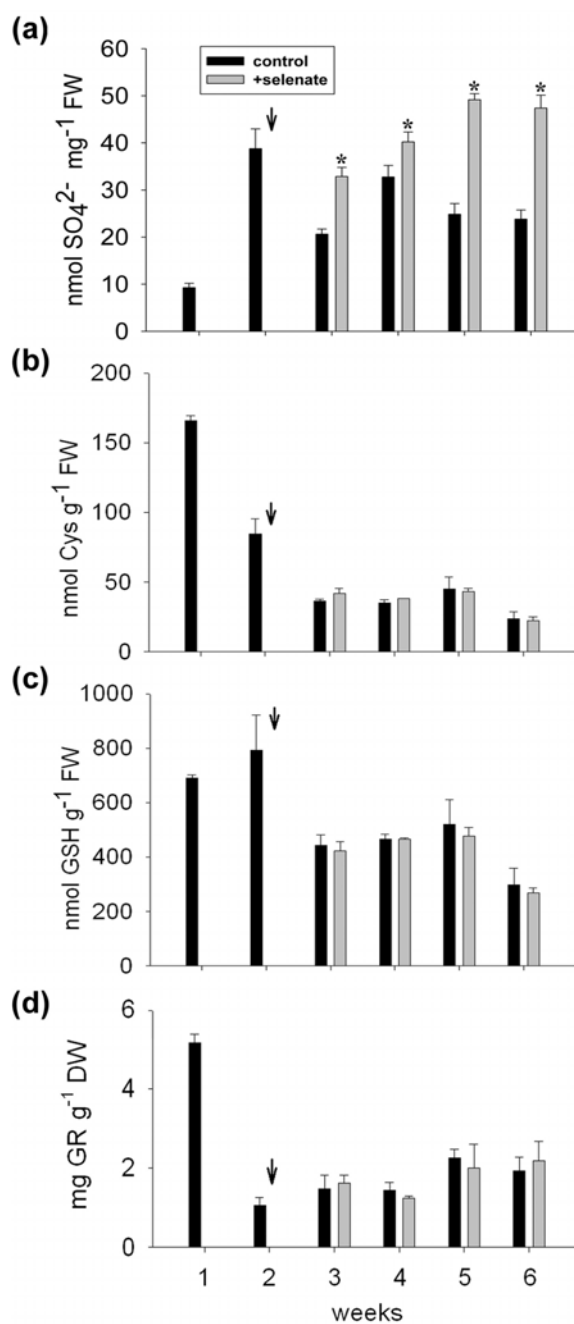 (a)
60
50
40
30
20
10
0
nmol SO₄²⁻ mg⁻¹ FW
control
+selenate
* * * *
(b)
200
150
100
50
0
nmol Cys g⁻¹ FW
(c)
1000
800
600
400
200
0
nmol GSH g⁻¹ FW
(d)
6
4
2
0
mg GR g⁻¹ DW
1 2 3 4 5 6
weeks